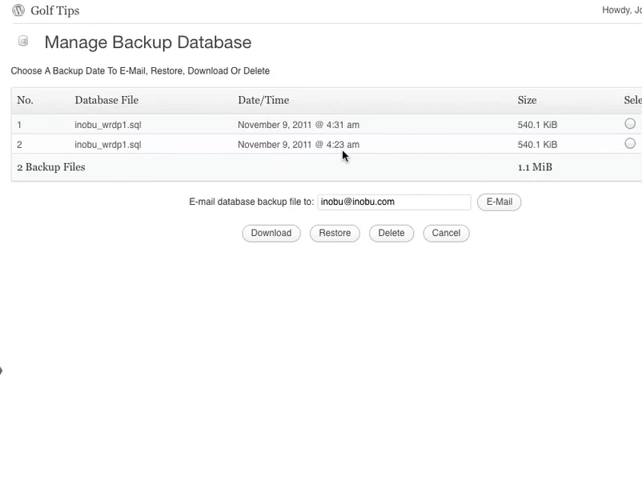 Golf Tips
Howdy, Jo
Manage Backup Database
Choose A Backup Date To E-Mail, Restore, Download Or Delete
No. Database File Date/Time Size Sele
1 inobu_wrdp1.sql November 9, 2011 @ 4:31 am 540.1 KiB
2 inobu_wrdp1.sql November 9, 2011 @ 4:23 am 540.1 KiB
2 Backup Files 1.1 MiB
E-mail database backup file to: inobu@inobu.com E-Mail
Download Restore Delete Cancel